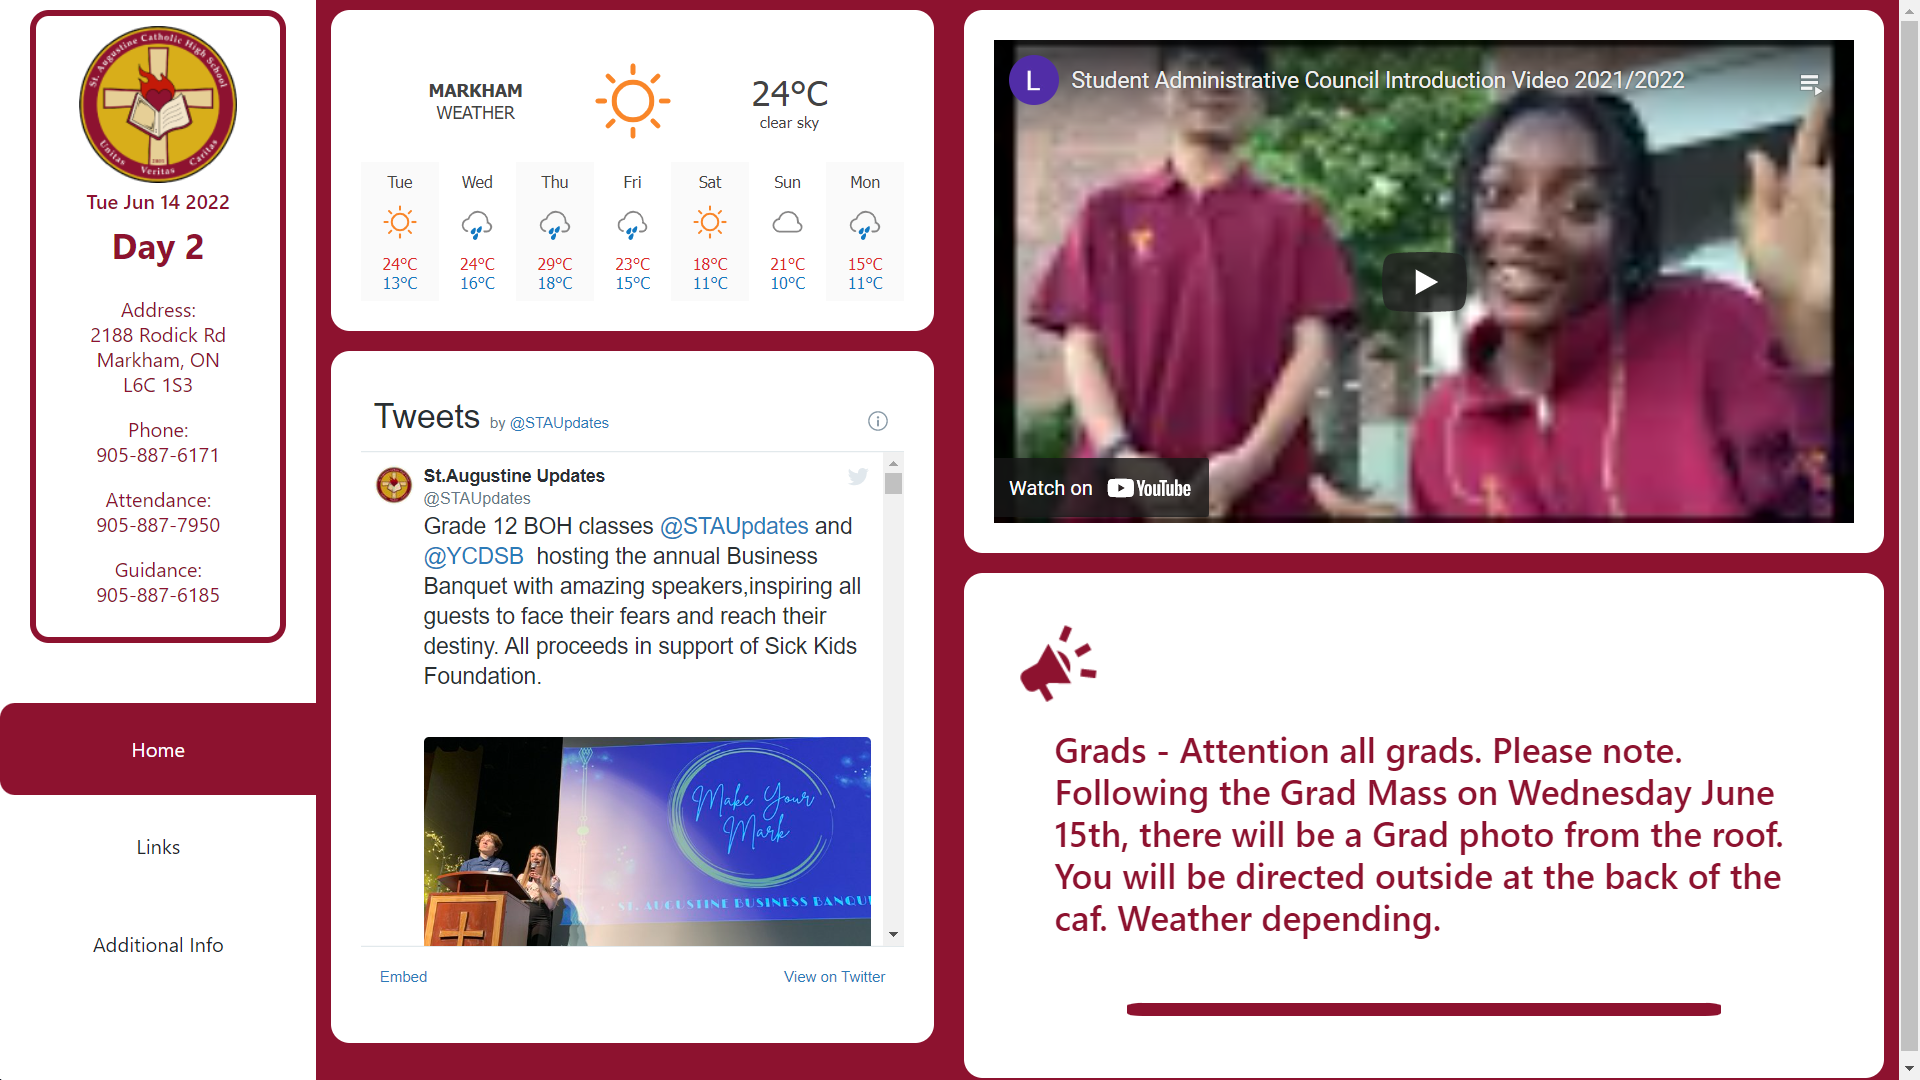 St. Augustine Catholic High School
Unitas Veritas Caritas
Tue Jun 14 2022
Day 2
Address:
2188 Rodick Rd
Markham, ON
L6C 1S3
Phone:
905-887-6171
Attendance:
905-887-7950
Guidance:
905-887-6185
Home
Links
Additional Info
MARKHAM
WEATHER
24°C
clear sky
Tue Wed Thu Fri Sat Sun Mon
24°C 24°C 29°C 23°C 18°C 21°C 15°C
13°C 16°C 18°C 15°C 11°C 10°C 11°C
Tweets by @STAUpdates
St.Augustine Updates
@STAUpdates
Grade 12 BOH classes @STAUpdates and
@YCDSB hosting the annual Business
Banquet with amazing speakers,inspiring all
guests to face their fears and reach their
destiny. All proceeds in support of Sick Kids
Foundation.
Make Your
Mark
ST. AUGUSTINE BUSINESS BANQU
Embed
View on Twitter
L
Student Administrative Council Introduction Video 2021/2022
Watch on YouTube
Grads - Attention all grads. Please note.
Following the Grad Mass on Wednesday June
15th, there will be a Grad photo from the roof.
You will be directed outside at the back of the
caf. Weather depending.